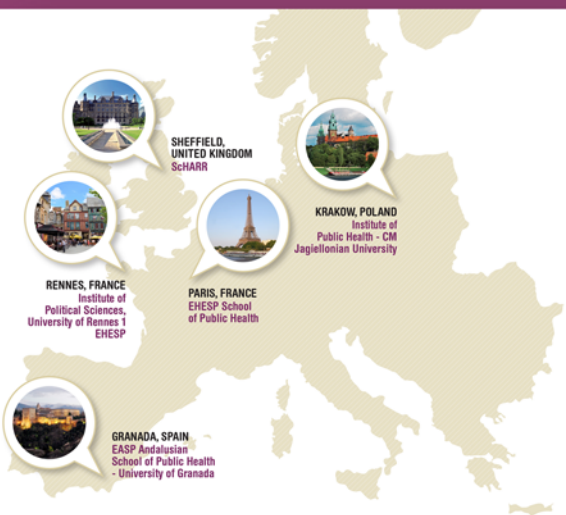 SHEFFIELD,
UNITED KINGDOM
ScHARR
KRAKOW, POLAND
Institute of
Public Health - CM
Jagiellonian University
RENNES, FRANCE
Institute of
Political Sciences,
University of Rennes 1
EHESP
PARIS, FRANCE
EHESP School
of Public Health
GRANADA, SPAIN
EASP Andalusian
School of Public Health
- University of Granada